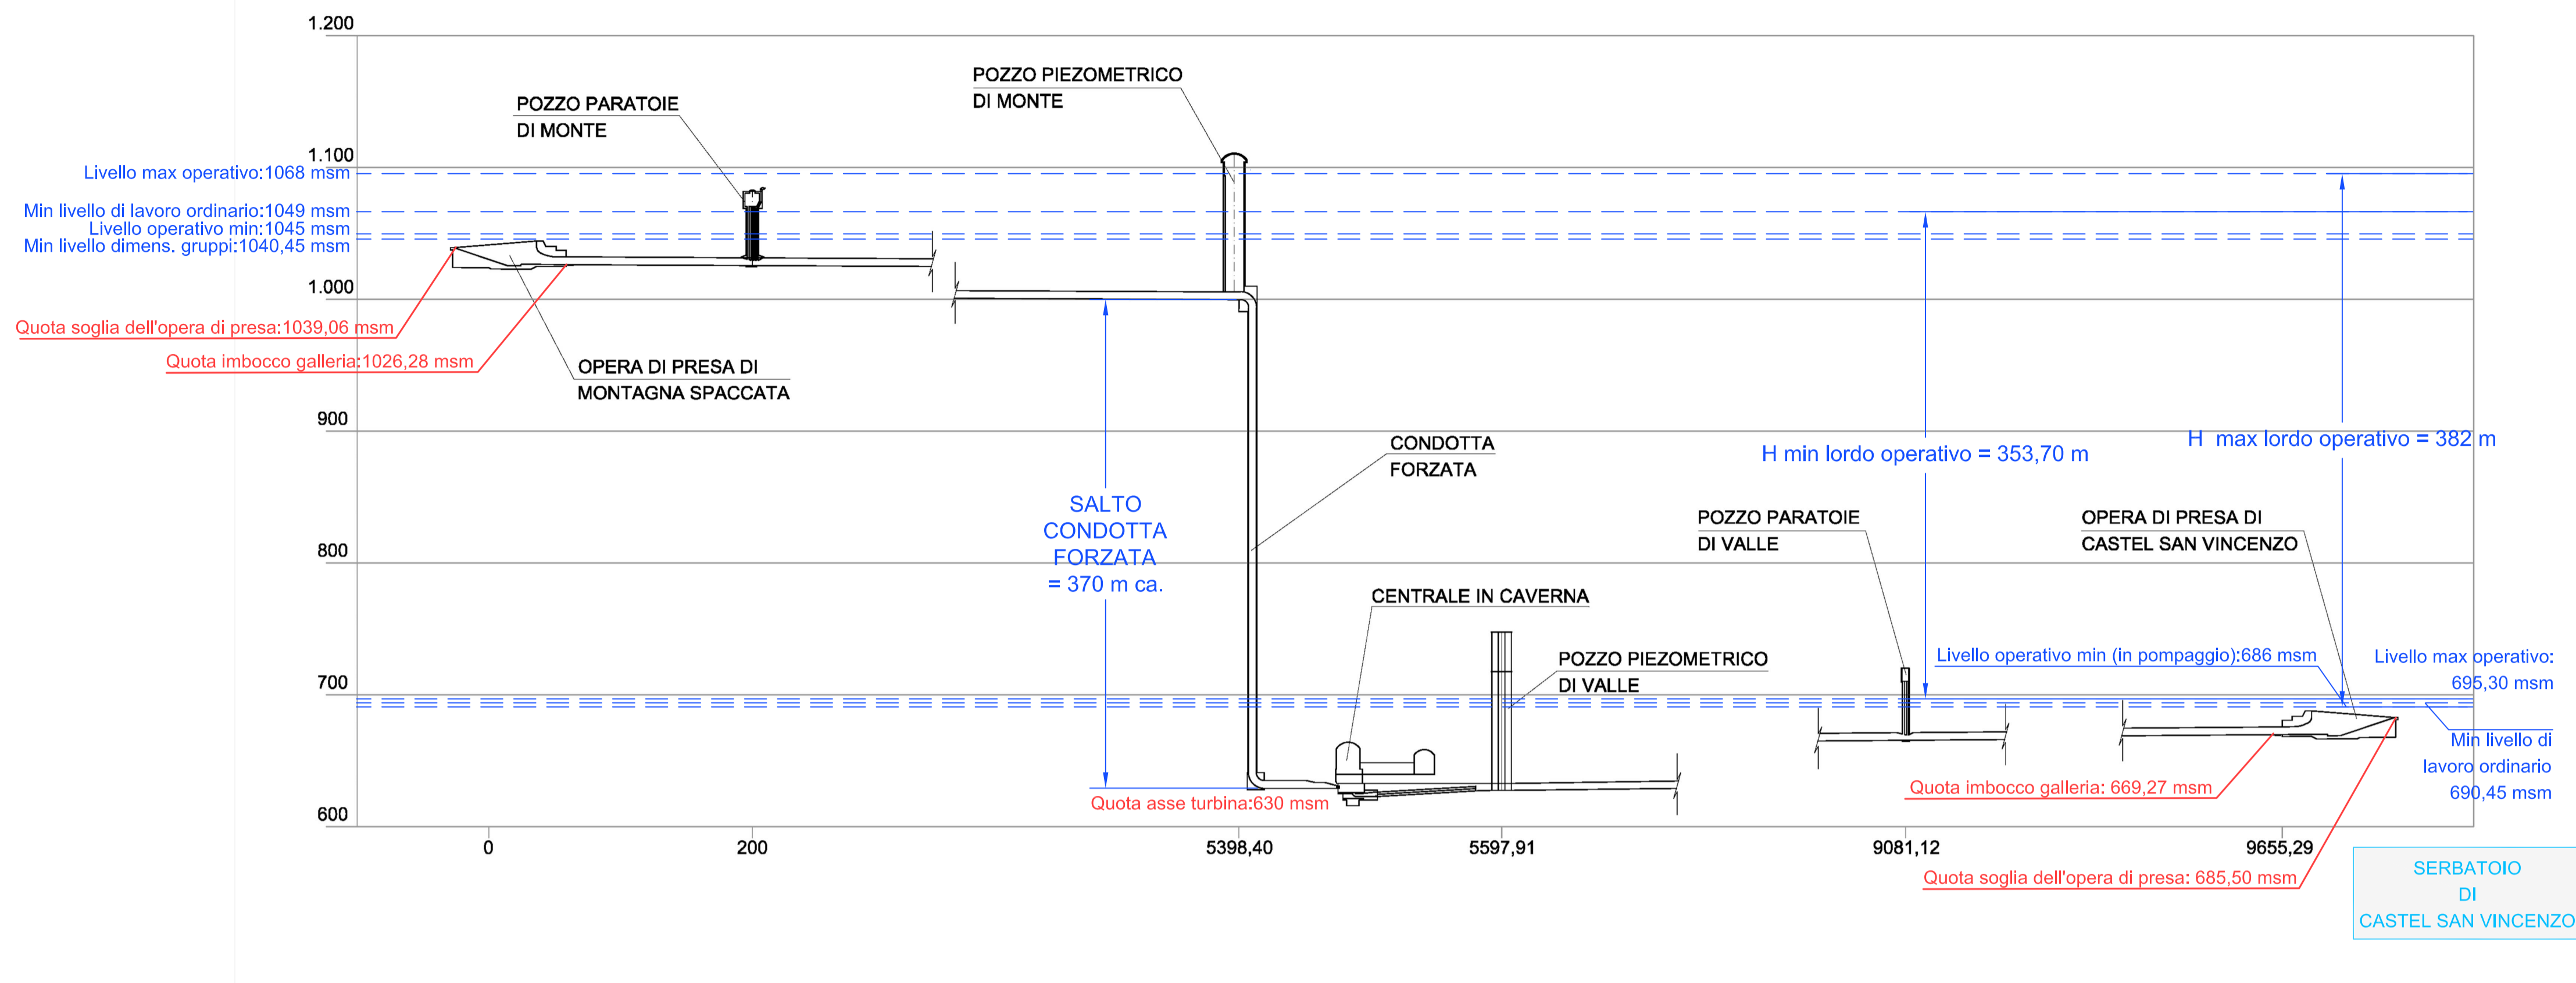 1.200
POZZO PIEZOMETRICO
DI MONTE
POZZO PARATOIE
DI MONTE
1.100
Livello max operativo:1068 msm
Min livello di lavoro ordinario:1049 msm
Livello operativo min:1045 msm
Min livello dimens. gruppi:1040,45 msm
1.000
Quota soglia dell'opera di presa:1039,06 msm
Quota imbocco galleria:1026,28 msm
OPERA DI PRESA DI
MONTAGNA SPACCATA
900
CONDOTTA
FORZATA
H min lordo operativo = 353,70 m
H max lordo operativo = 382 m
SALTO
CONDOTTA
FORZATA
= 370 m ca.
800
POZZO PARATOIE
DI VALLE
OPERA DI PRESA DI
CASTEL SAN VINCENZO
CENTRALE IN CAVERNA
POZZO PIEZOMETRICO
DI VALLE
Livello operativo min (in pompaggio):686 msm
Livello max operativo:
695,30 msm
700
Min livello di
lavoro ordinario
690,45 msm
Quota imbocco galleria: 669,27 msm
Quota asse turbina:630 msm
600
0
200
5398,40
5597,91
9081,12
9655,29
Quota soglia dell'opera di presa: 685,50 msm
SERBATOIO
DI
CASTEL SAN VINCENZO